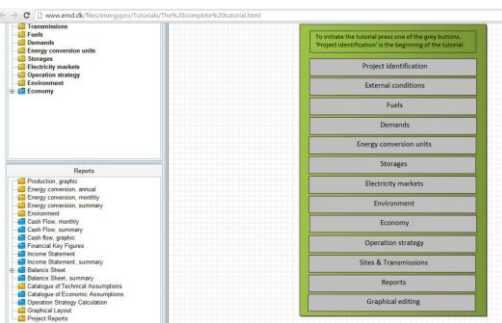 www.emd.dk/files/energypro/Tutorials/The%20complete%20tutorial.html
Transmissions
Fuels
Demands
Energy conversion units
Storages
Electricity markets
Operation strategy
Environment
Economy
Reports
Production, graphic
Energy conversion, annual
Energy conversion, monthly
Energy conversion, summary
Environment
Cash Flow, monthly
Cash Flow, summary
Cash flow, graphic
Financial Key Figures
Income Statement
Income Statement, summary
Balance Sheet
Balance Sheet, summary
Catalogue of Technical Assumptions
Catalogue of Economic Assumptions
Operation Strategy Calculation
Graphical Layout
Project Reports
To initiate the tutorial press one of the grey buttons.
'Project identification' is the beginning of the tutorial
Project identification
External conditions
Fuels
Demands
Energy conversion units
Storages
Electricity markets
Environment
Economy
Operation strategy
Sites & Transmissions
Reports
Graphical editing